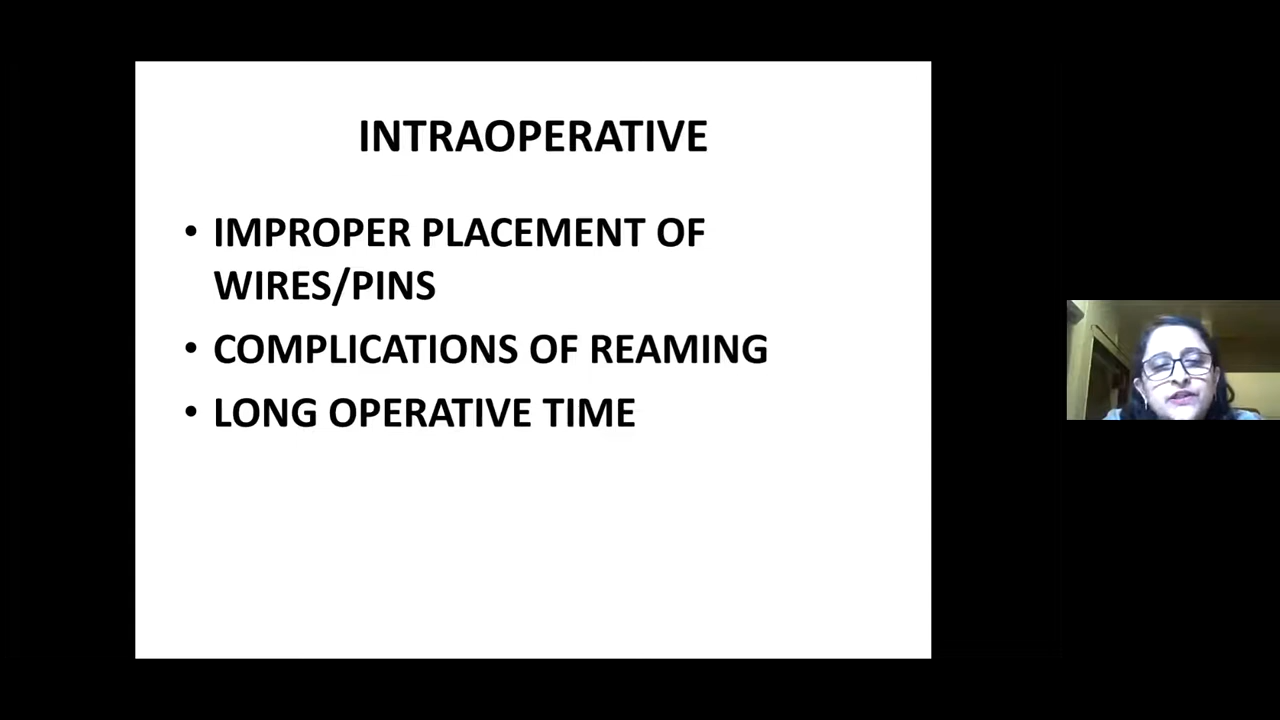 INTRAOPERATIVE
• IMPROPER PLACEMENT OF
WIRES/PINS
• COMPLICATIONS OF REAMING
• LONG OPERATIVE TIME